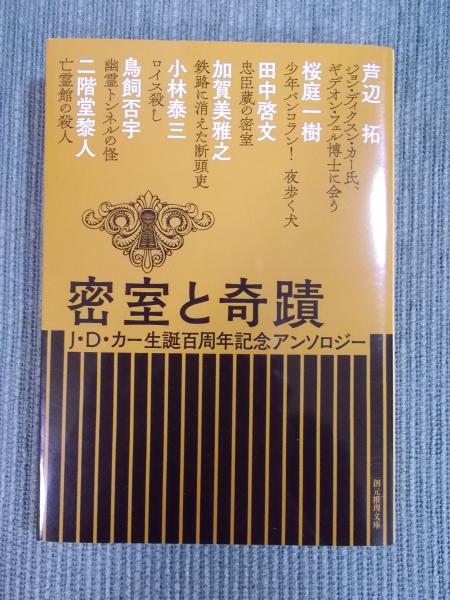 芦辺 拓
ジョン・ディクスン・カー氏、
ギデオン・フェル博士に会う
桜庭一樹
少年バンコラン! 夜歩く犬
田中啓文
忠臣蔵の密室
加賀美雅之
鉄路に消えた断頭吏
小林泰三
ロイス殺し
鳥飼否宇
幽霊トンネルの怪
二階堂黎人
亡霊館の殺人
密室と奇蹟
J・D・カー生誕百周年記念アンソロジー
創元推理文庫